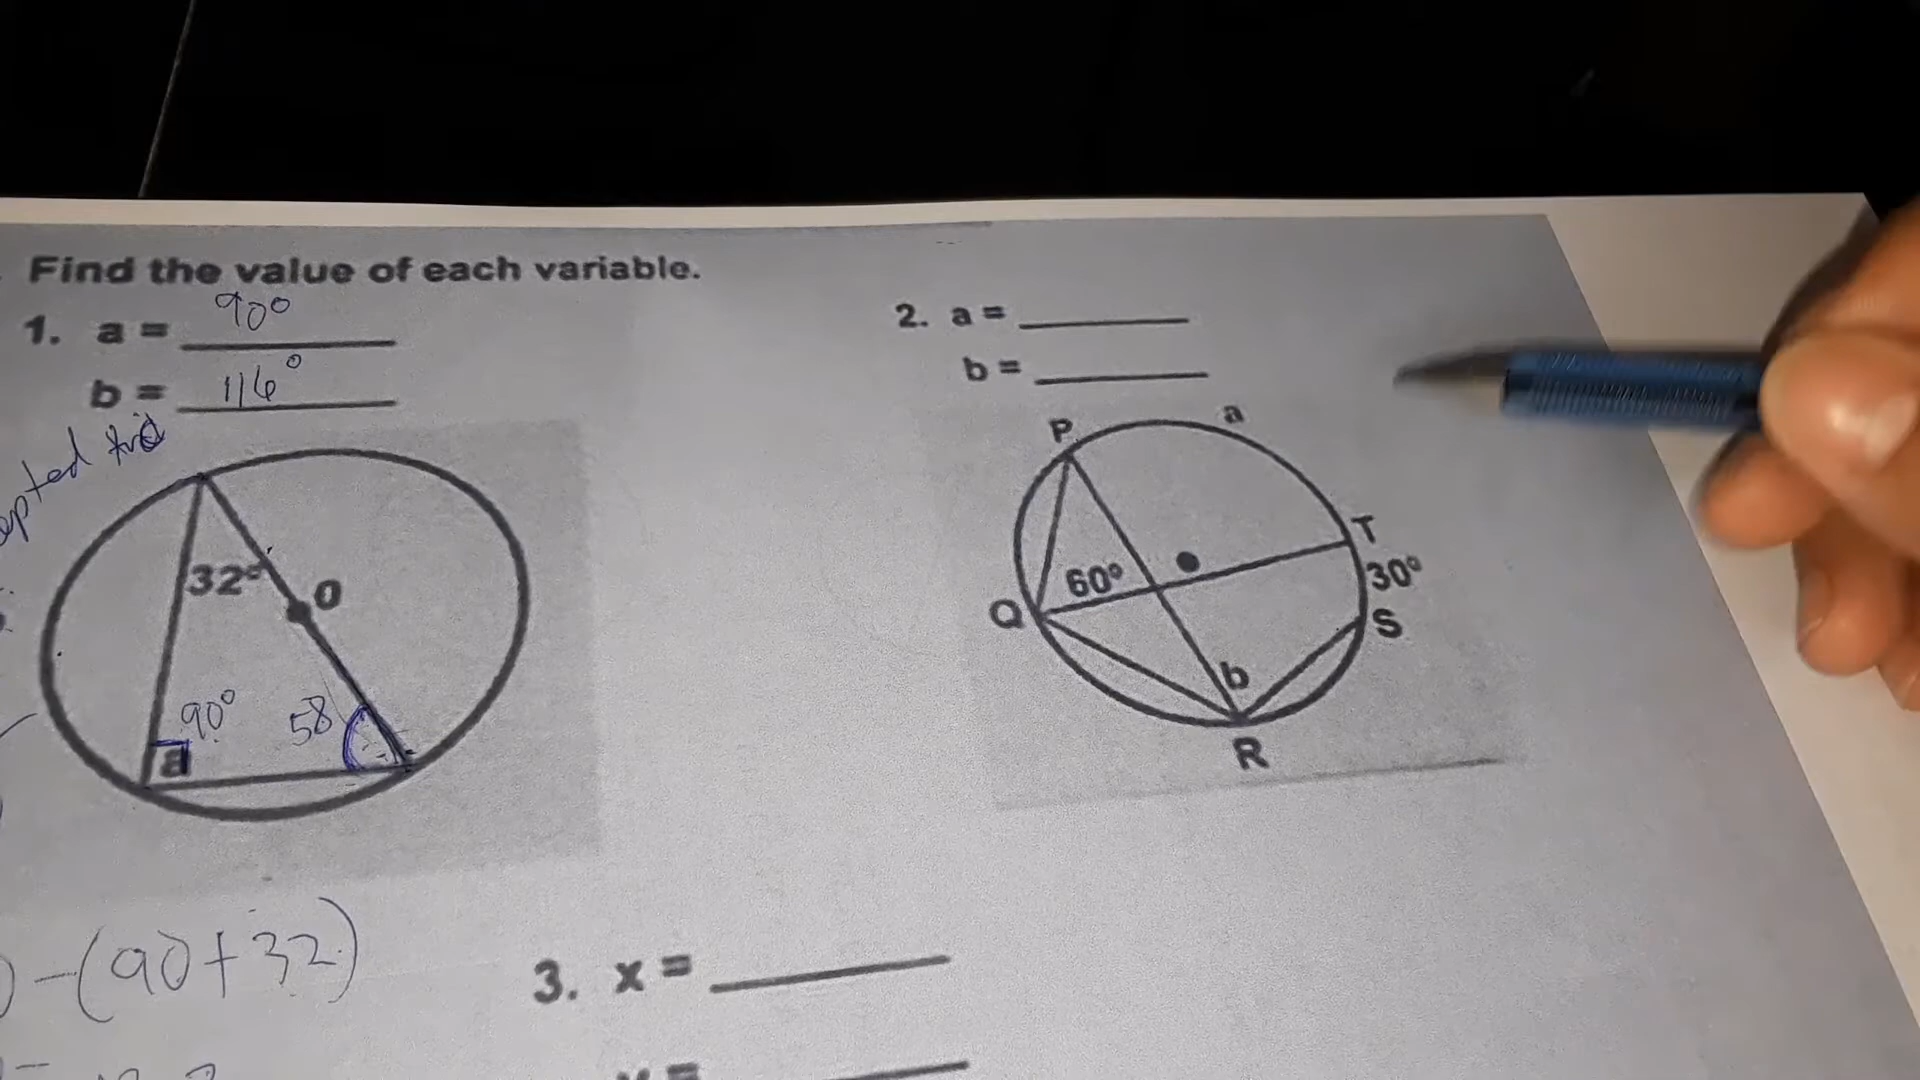 Find the value of each variable.
1. a = 90°
b = 116°
2. a =
b =
32°
O
90°
58
a
P
a
T
30°
S
60°
Q
b
R
-(90+32)
3. x =